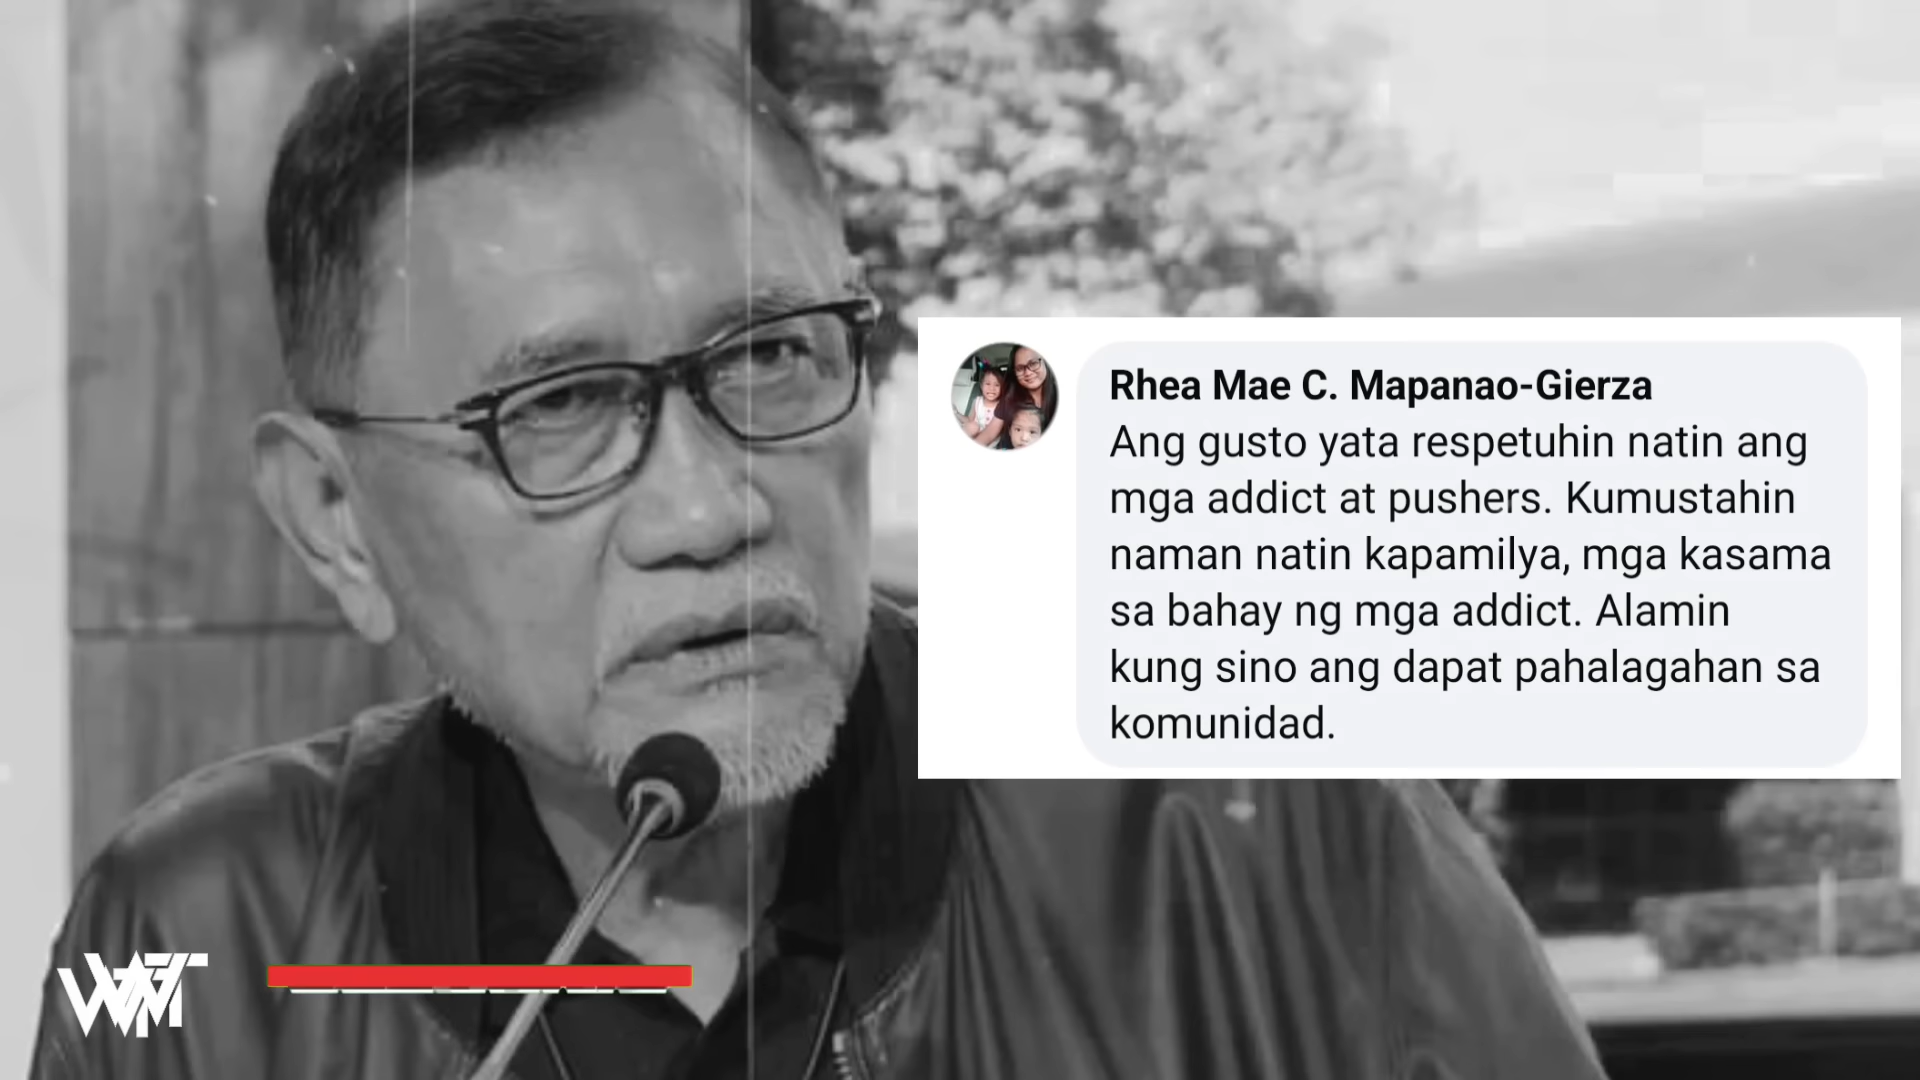 Rhea Mae C. Mapanao-Gierza
Ang gusto yata respetuhin natin ang
mga addict at pushers. Kumustahin
naman natin kapamilya, mga kasama
sa bahay ng mga addict. Alamin
kung sino ang dapat pahalagahan sa
komunidad.